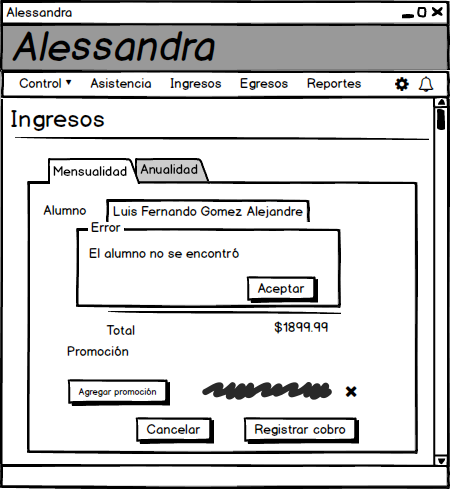 Alessandra
Alessandra
Control Asistencia Ingresos Egresos Reportes
Ingresos
Mensualidad Anualidad
Alumno Luis Fernando Gomez Alejandre
Error
El alumno no se encontró
Aceptar
Total $1899.99
Promoción
Agregar promoción
Cancelar Registrar cobro